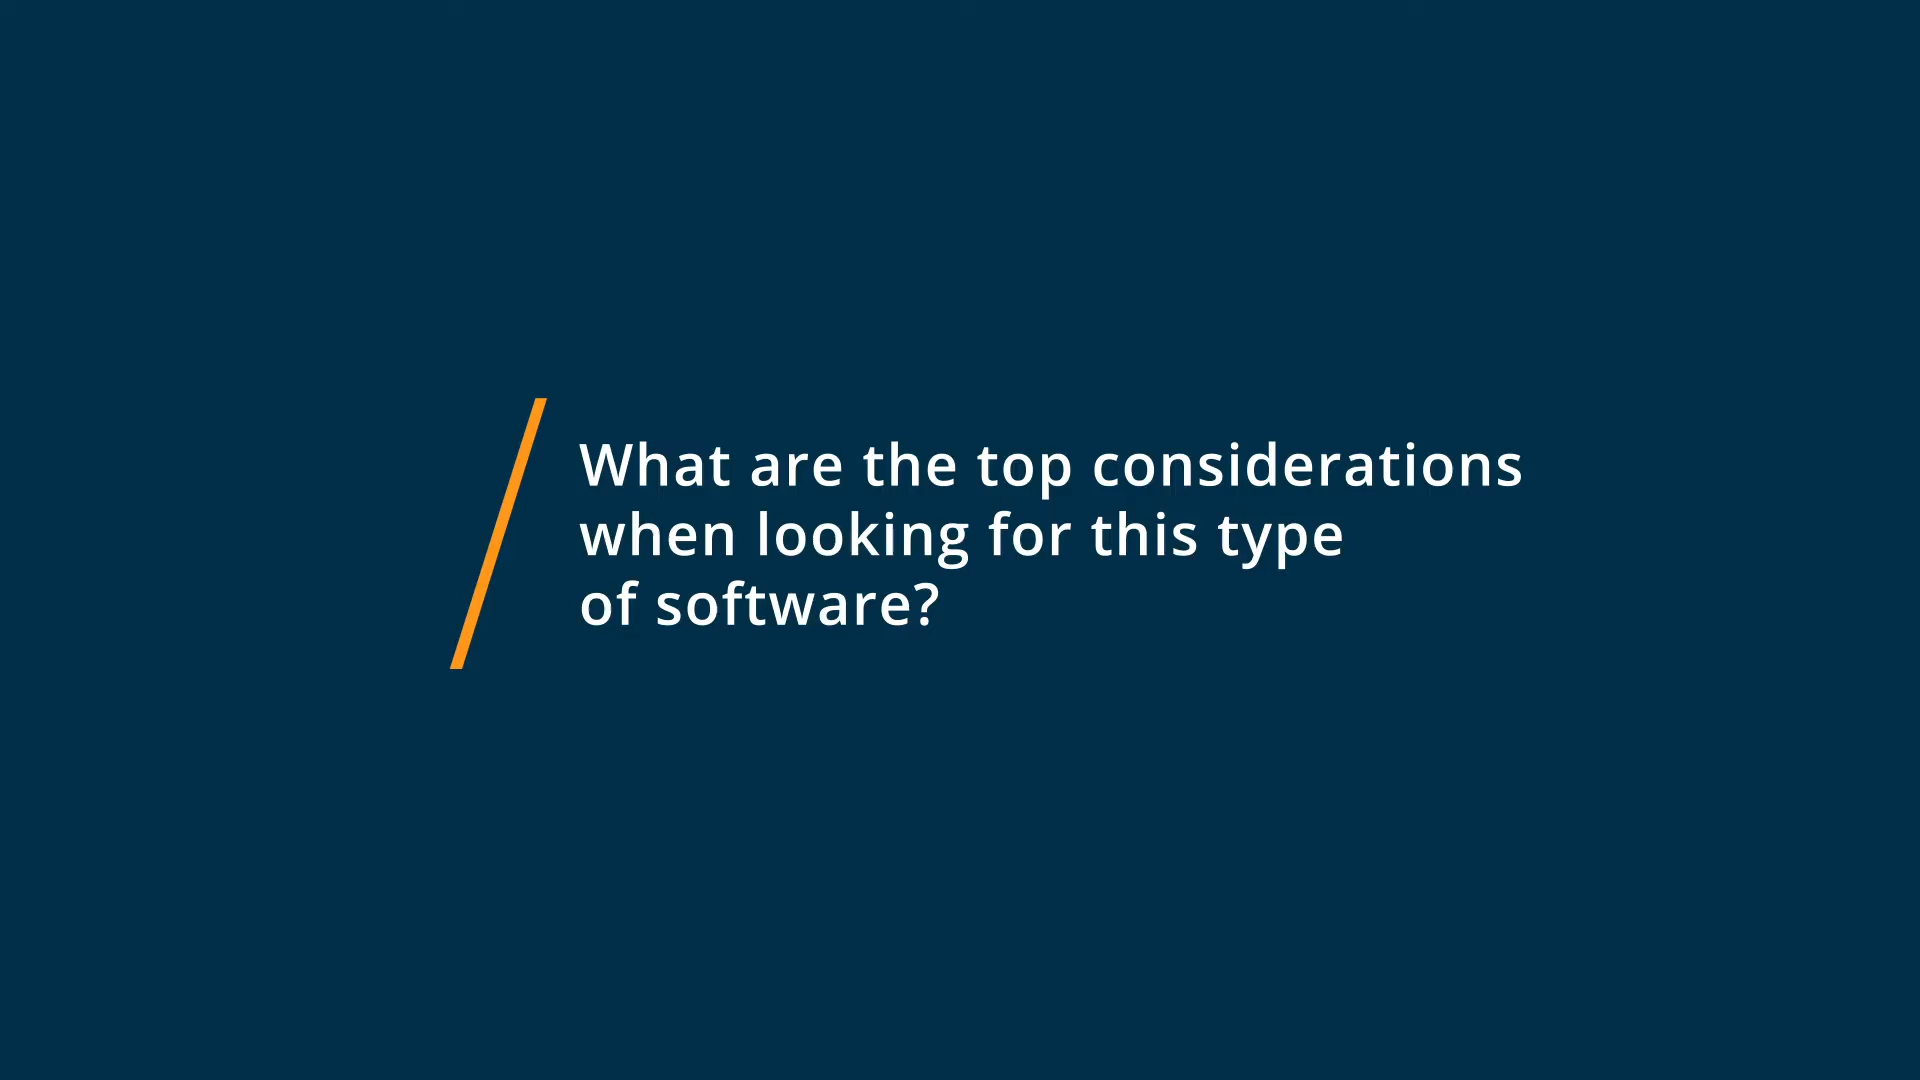 What are the top considerations
when looking for this type
of software?